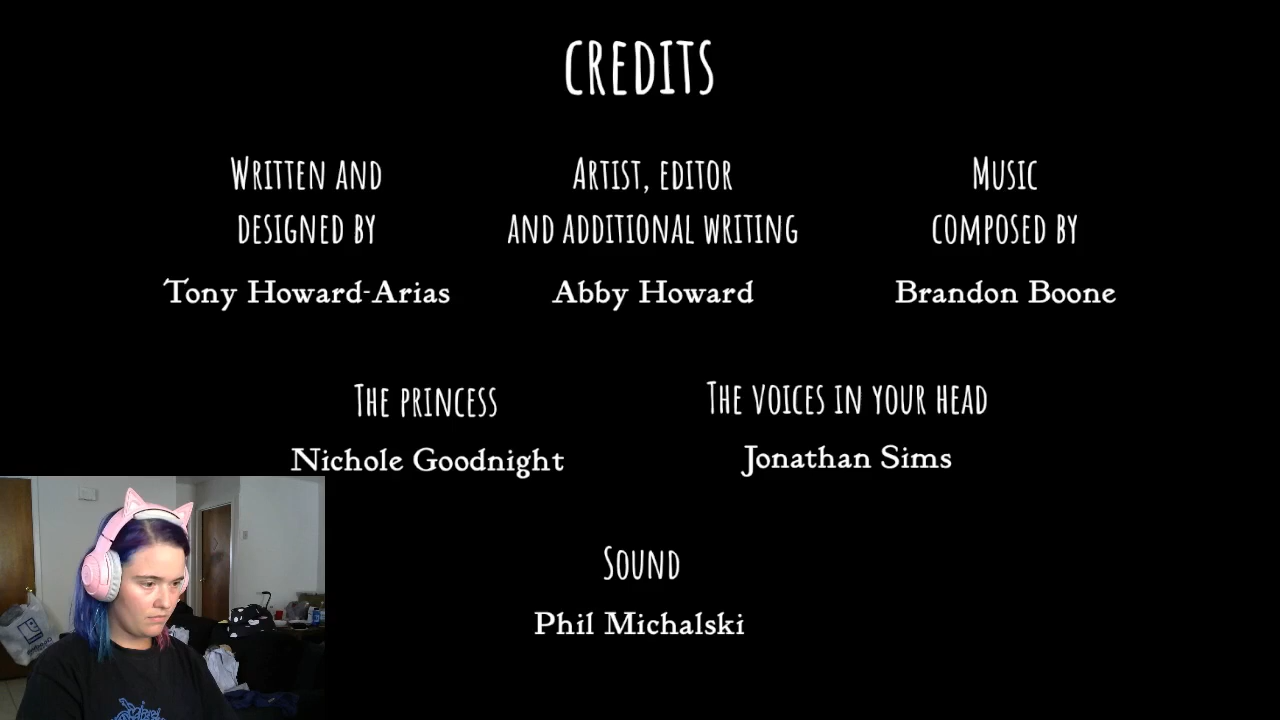 CREDITS
WRITTEN AND
DESIGNED BY
Tony Howard-Arias
ARTIST, EDITOR
AND ADDITIONAL WRITING
Abby Howard
MUSIC
COMPOSED BY
Brandon Boone
THE PRINCESS
Nichole Goodnight
THE VOICES IN YOUR HEAD
Jonathan Sims
SOUND
Phil Michalski